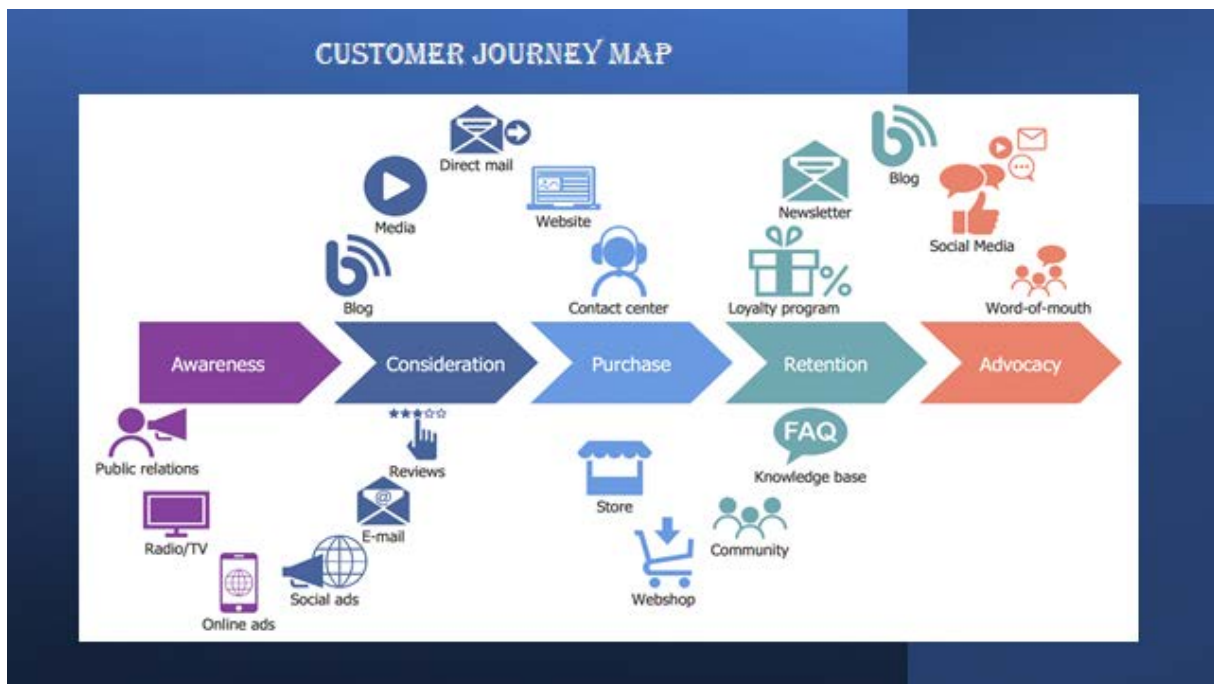 CUSTOMER JOURNEY MAP
Direct mail
Media
Website
Blog
Contact center
Newsletter
Blog
Loyalty program
Social Media
Word-of-mouth
Awareness
Consideration
Purchase
Retention
Advocacy
Public relations
Radio/TV
Online ads
Social ads
@
E-mail
Reviews
Store
Webshop
FAQ
Knowledge base
Community
%